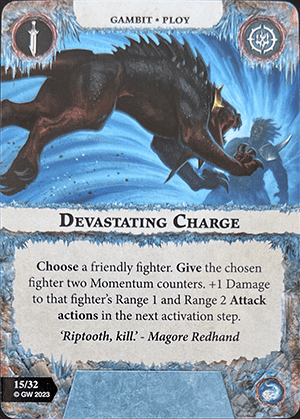 GAMBIT • PLOY
DEVASTATING CHARGE
Choose a friendly fighter. Give the chosen
fighter two Momentum counters. +1 Damage
to that fighter's Range 1 and Range 2 Attack
actions in the next activation step.
'Riptooth, kill.' - Magore Redhand
15/32
© GW 2023